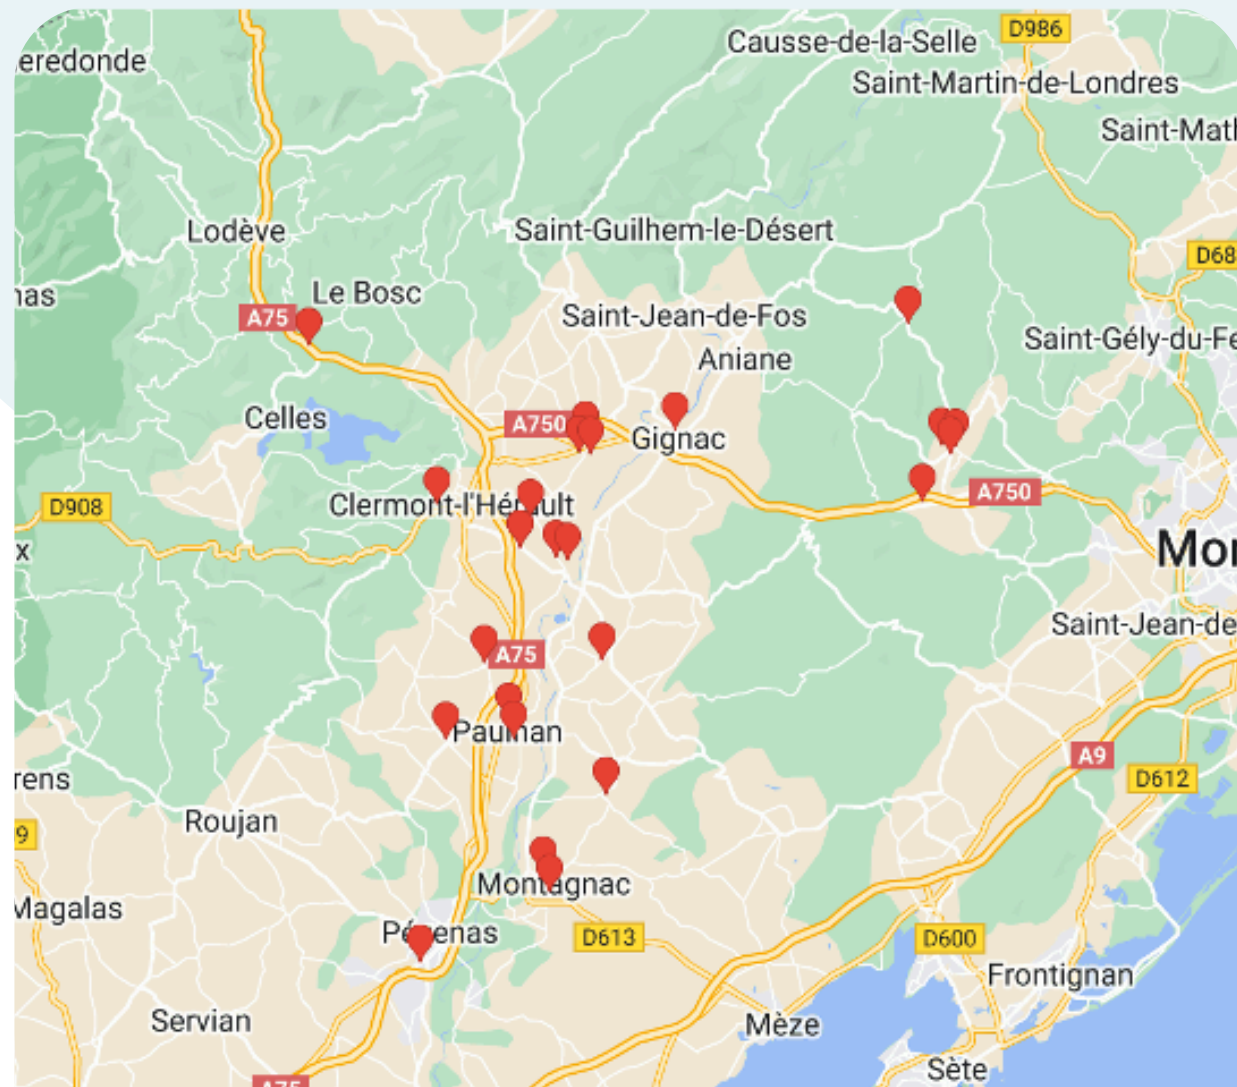 D986
Causse-de-la-Selle
eredonde
Saint-Martin-de-Londres
Saint-Math
Lodève
Saint-Guilhem-le-Désert
D68
nas
Le Bosc
A75
Saint-Jean-de-Fos
Saint-Gély-du-Fe
Aniane
Celles
A750
Gignac
D908
Clermont-l'Hérault
A750
x
Mon
Saint-Jean-de
A75
Paulhan
A9
rens
D612
Roujan
9
Montagnac
Magalas
Pézenas
D613
D600
Frontignan
Servian
Mèze
Sète
A75